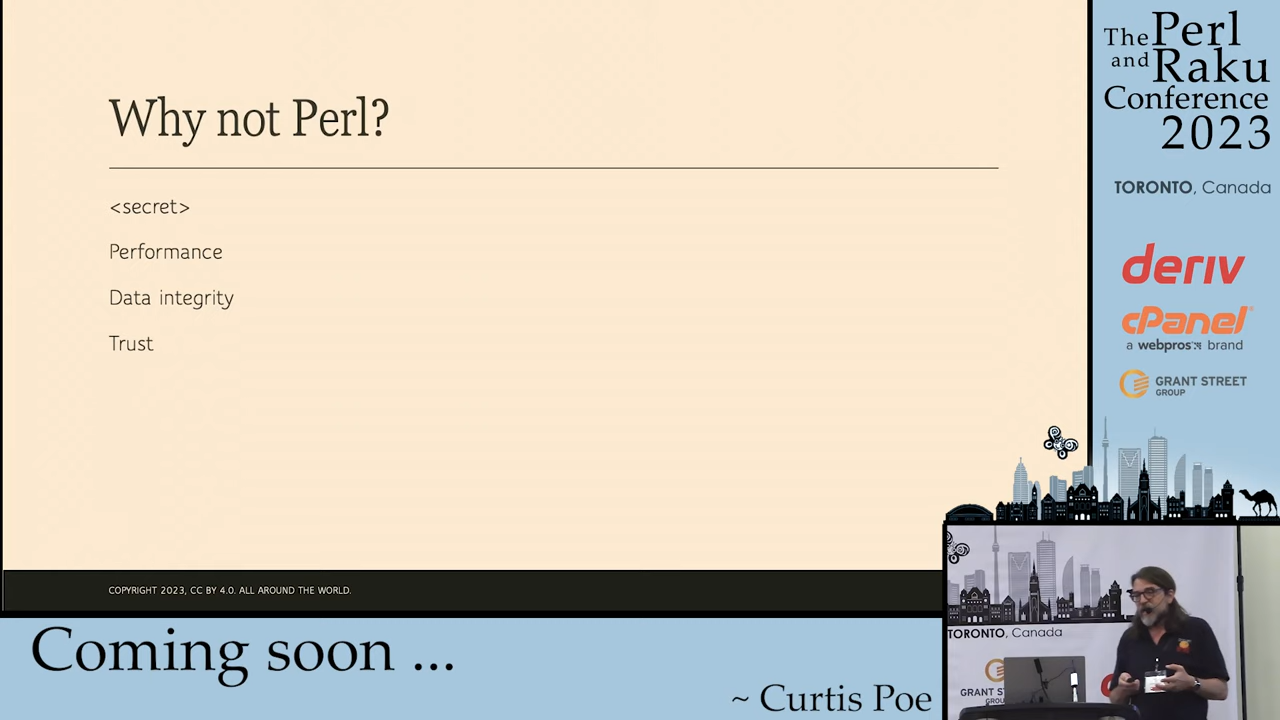 Why not Perl?
<secret>
Performance
Data integrity
Trust
COPYRIGHT 2023, CC BY 4.0. ALL AROUND THE WORLD.
Coming soon ...
~ Curtis Poe
The Perl
and Raku
Conference
2023
TORONTO, Canada
deriv
cPanel®
a webpros brand
GRANT STREET
GROUP
TORONTO, Canada
GRANT S
GROU